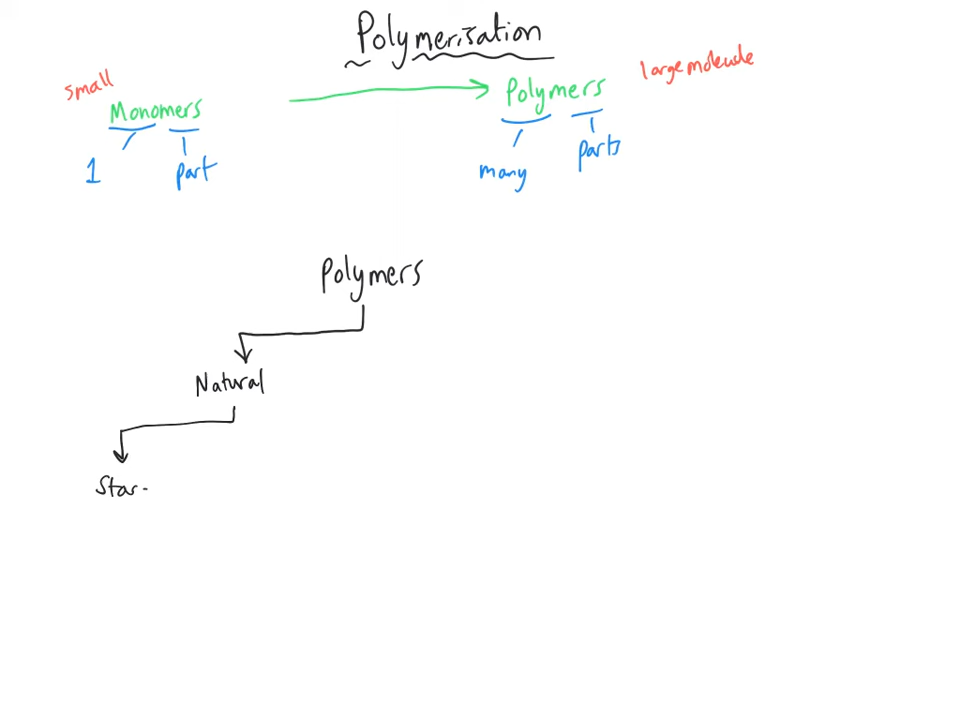 Polymerisation
small
large molecule
Monomers
Polymers
1
part
many
parts
Polymers
Natural
Star-